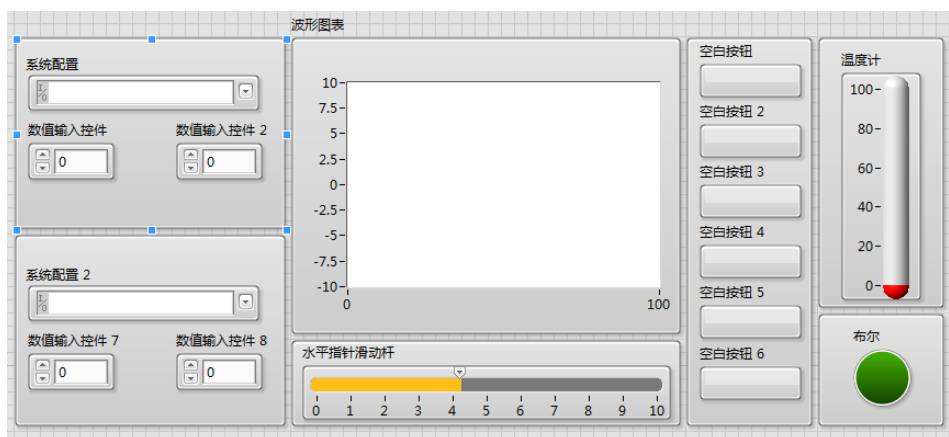 波形图表
系统配置
I/0
数值输入控件
数值输入控件 2
0
0
系统配置 2
I/0
数值输入控件 7
数值输入控件 8
0
0
10
7.5
5
2.5
0
-2.5
-5
-7.5
-10
0
100
水平指针滑动杆
0 1 2 3 4 5 6 7 8 9 10
空白按钮
空白按钮 2
空白按钮 3
空白按钮 4
空白按钮 5
空白按钮 6
温度计
100
80
60
40
20
0
布尔